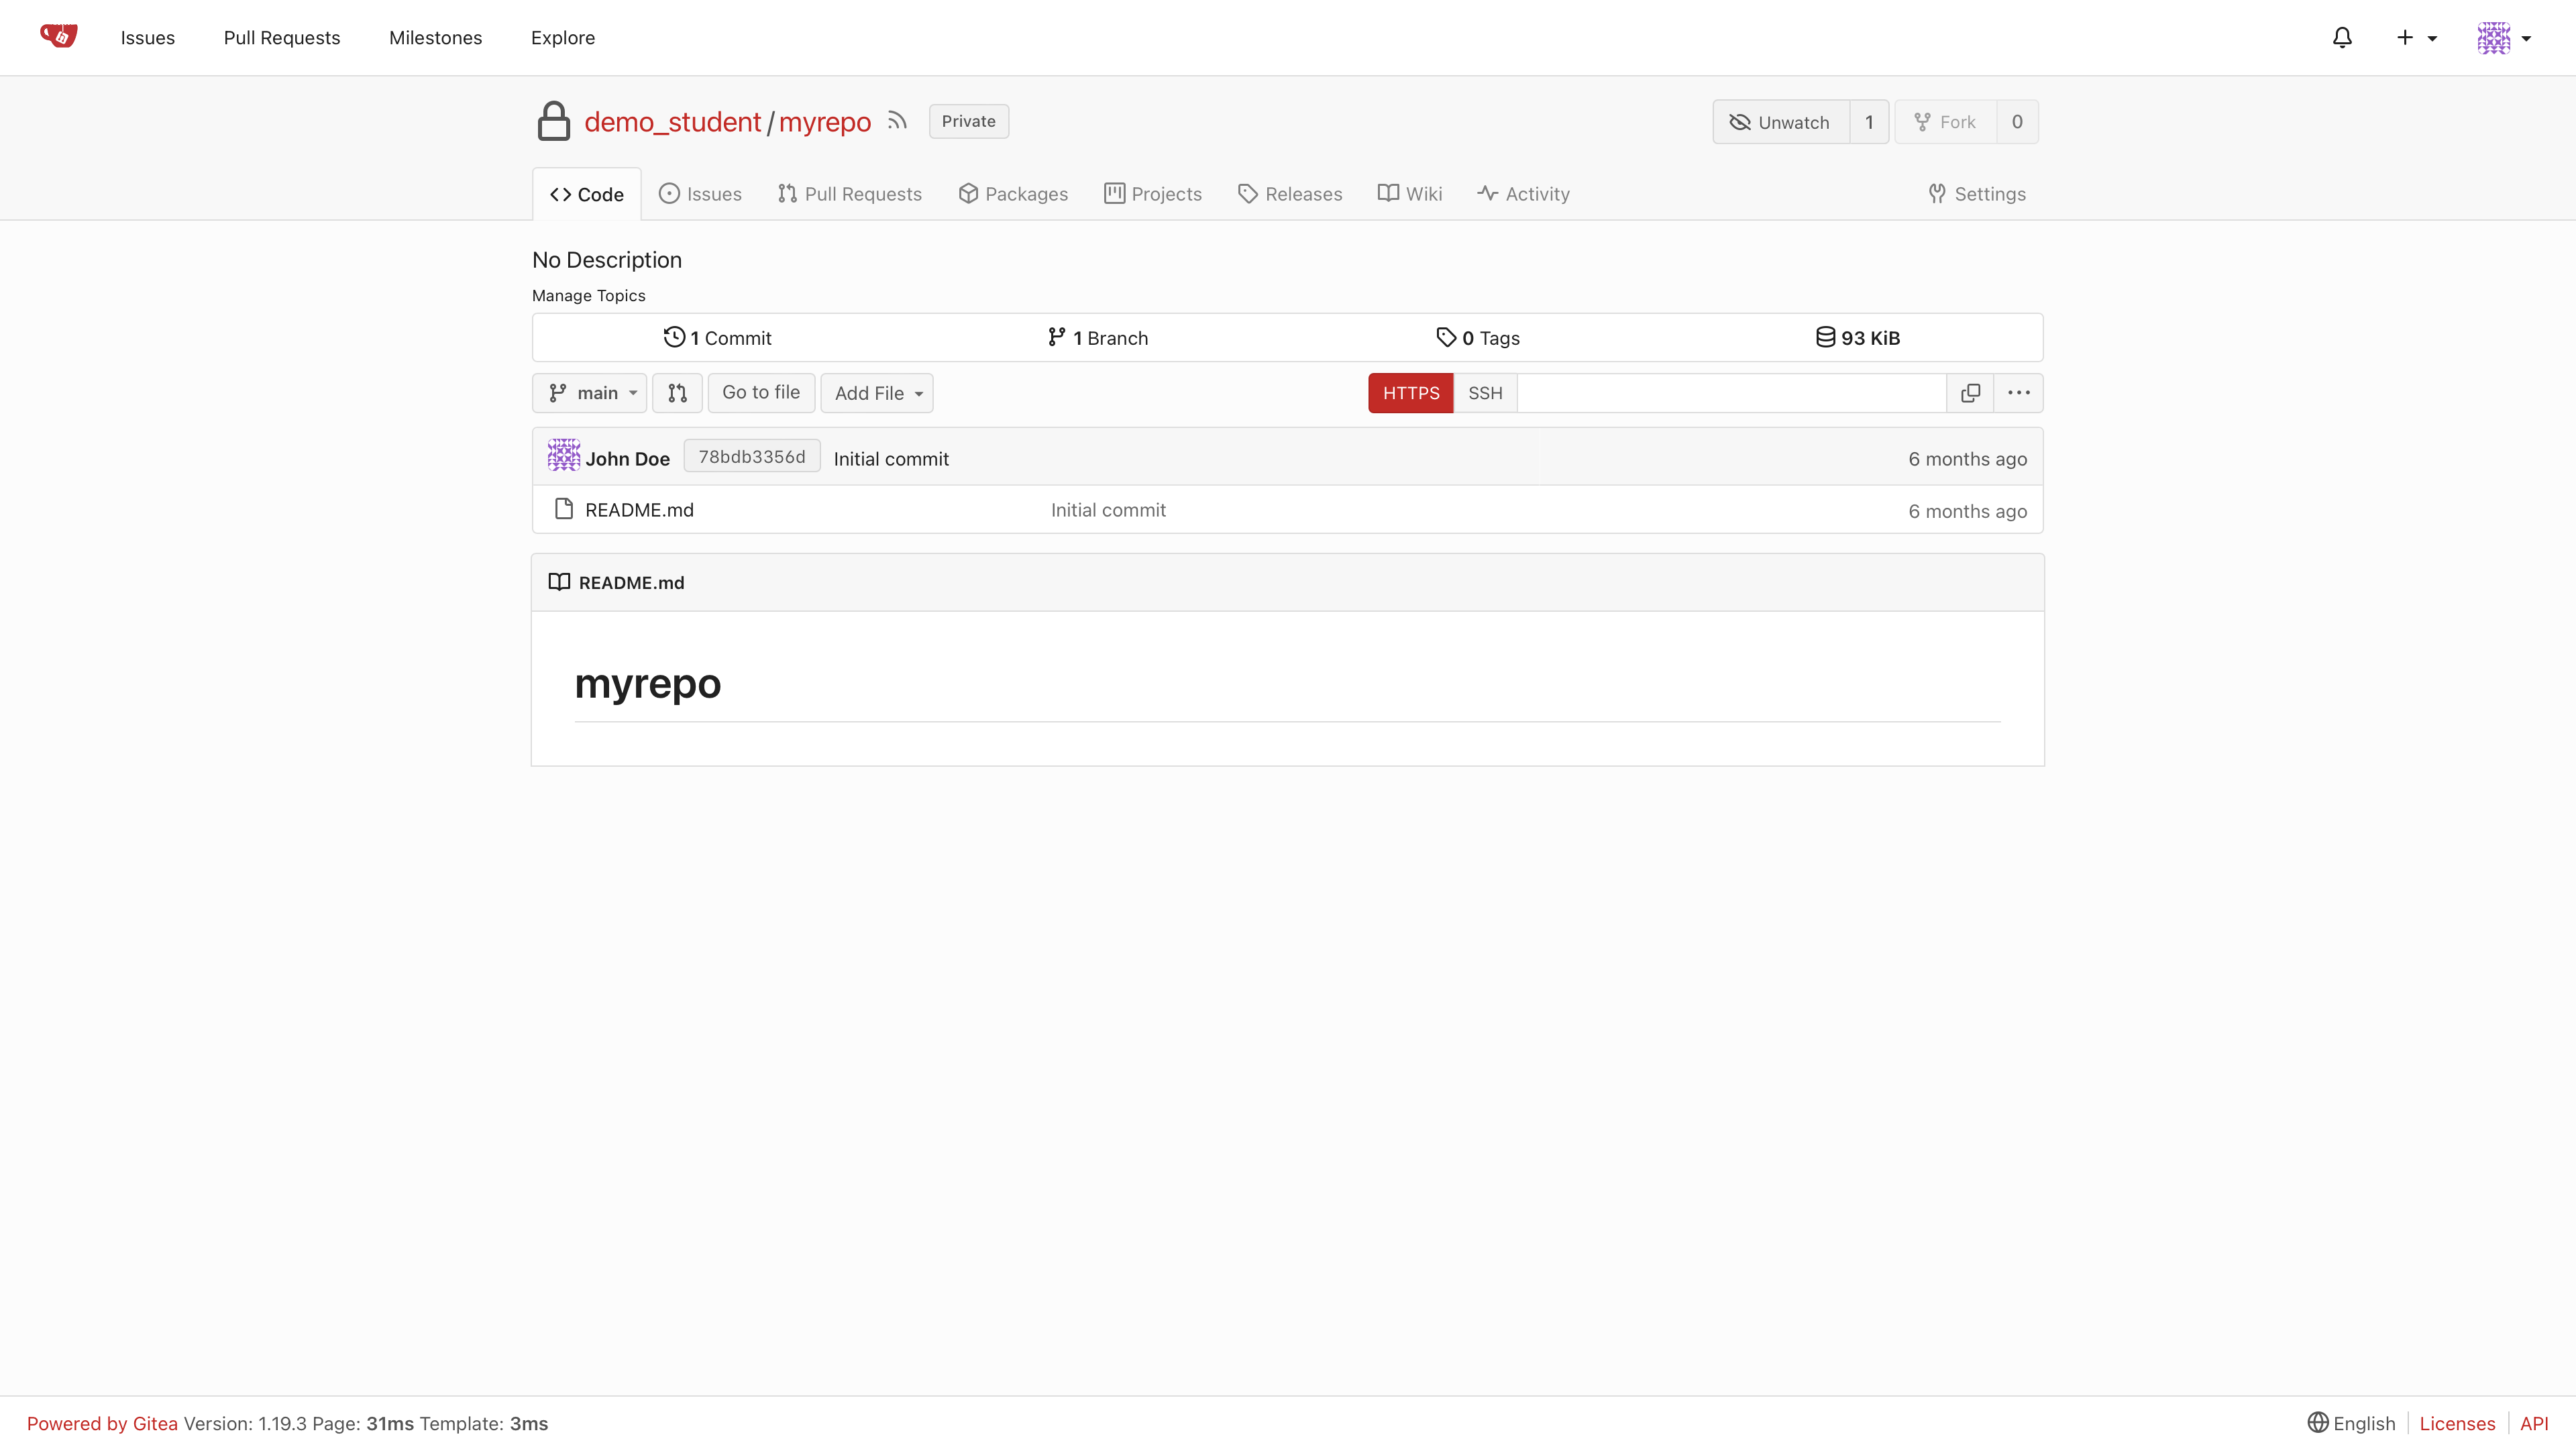 Issues Pull Requests Milestones Explore
demo_student/myrepo Private Unwatch 1 Fork 0
Code Issues Pull Requests Packages Projects Releases Wiki Activity Settings
No Description
Manage Topics
1 Commit 1 Branch 0 Tags 93 KiB
main Go to file Add File HTTPS SSH
John Doe 78bdb3356d Initial commit 6 months ago
README.md Initial commit 6 months ago
README.md
myrepo
Powered by Gitea Version: 1.19.3 Page: 31ms Template: 3ms English Licenses API